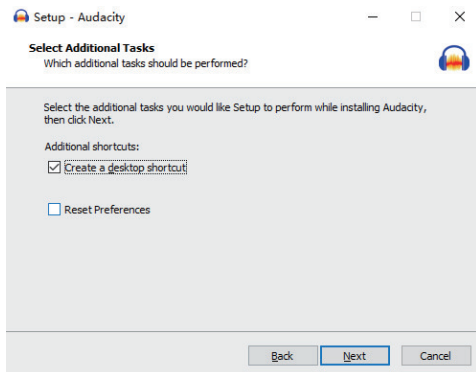 Setup - Audacity
Select Additional Tasks
Which additional tasks should be performed?
Select the additional tasks you would like Setup to perform while installing Audacity,
then click Next.
Additional shortcuts:
Create a desktop shortcut
Reset Preferences
Back Next Cancel